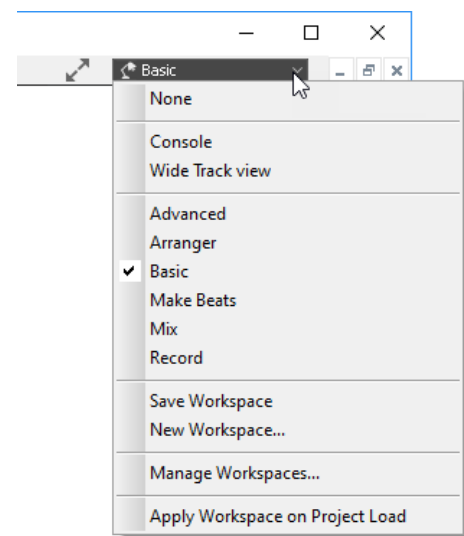 Basic
None
Console
Wide Track view
Advanced
Arranger
Basic
Make Beats
Mix
Record
Save Workspace
New Workspace...
Manage Workspaces...
Apply Workspace on Project Load